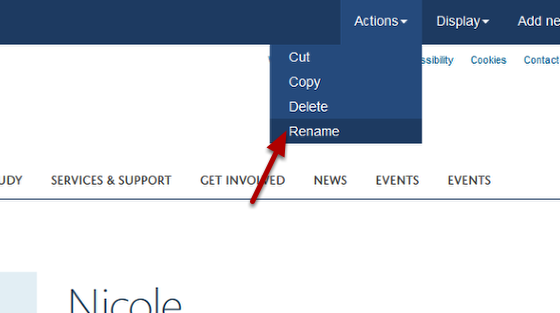 Actions Display Add ne
Cut
Copy
Delete
Rename
ssibility Cookies Contact
UDY SERVICES & SUPPORT GET INVOLVED NEWS EVENTS EVENTS
Nicole